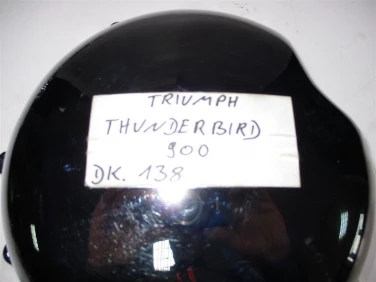 TRIUMPH
THUNDERBIRD
900
DK. 138